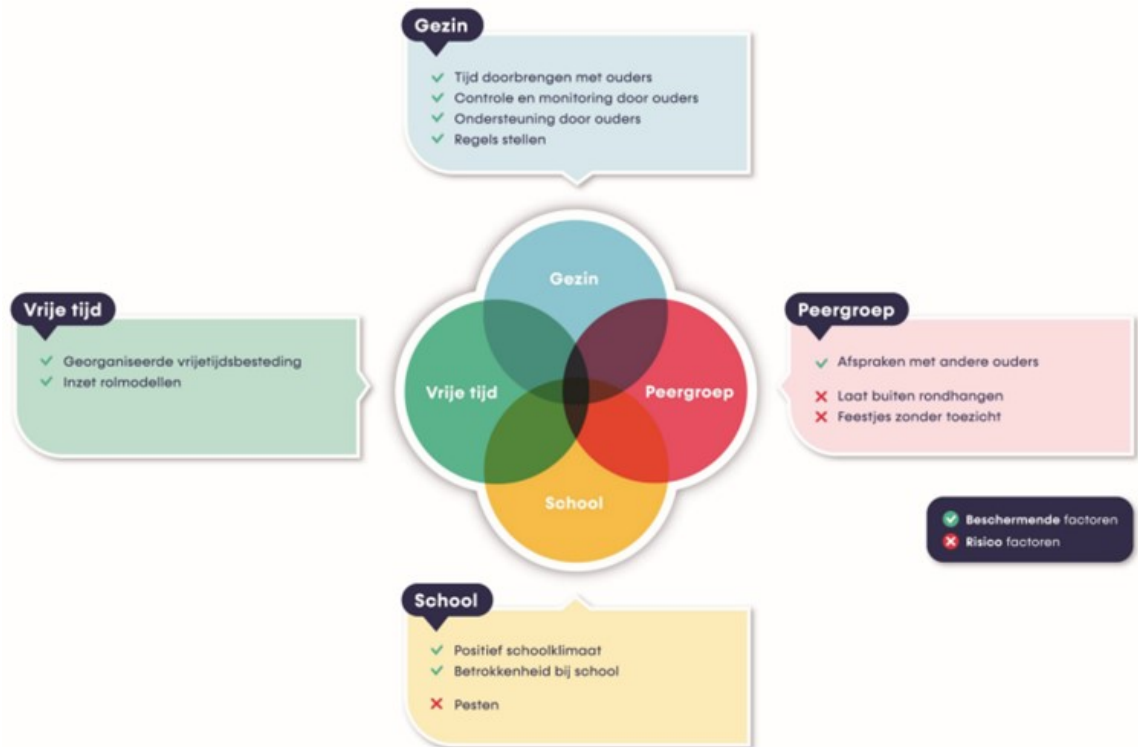 Gezin
Tijd doorbrengen met ouders
Controle en monitoring door ouders
Ondersteuning door ouders
Regels stellen
Vrije tijd
Georganiseerde vrijetijdsbesteding
Inzet rolmodellen
Gezin
Vrije tijd
Peergroep
School
Peergroep
Afspraken met andere ouders
Laat buiten rondhangen
Feestjes zonder toezicht
Beschermende factoren
Risico factoren
School
Positief schoolklimaat
Betrokkenheid bij school
Pesten